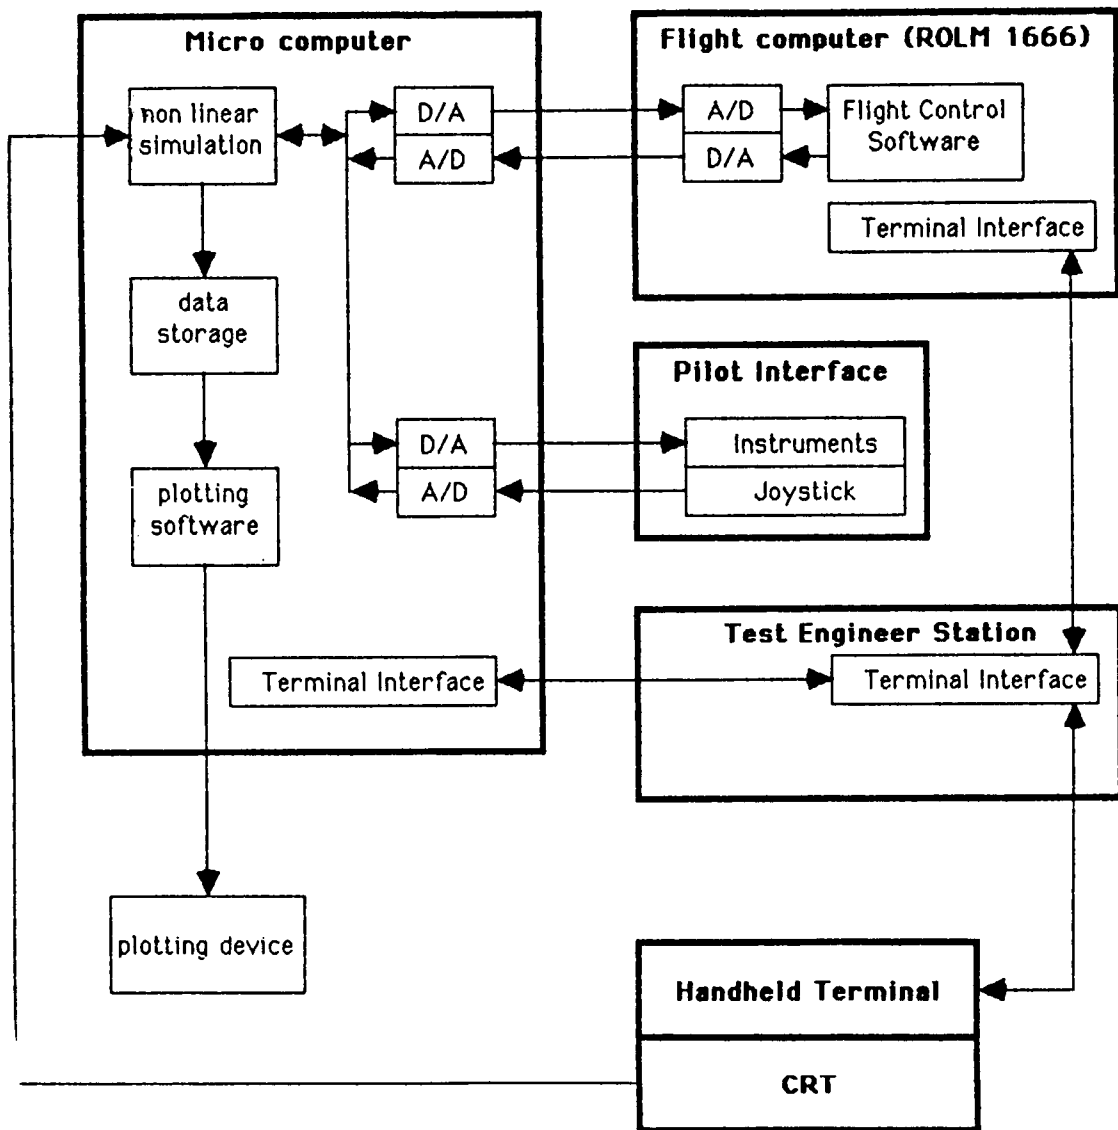 Micro computer
non linear
simulation
D/A
A/D
data
storage
D/A
A/D
plotting
software
Terminal Interface
plotting device
Flight computer (ROLM 1666)
A/D
D/A
Flight Control
Software
Terminal Interface
Pilot Interface
Instruments
Joystick
Test Engineer Station
Terminal Interface
Handheld Terminal
CRT